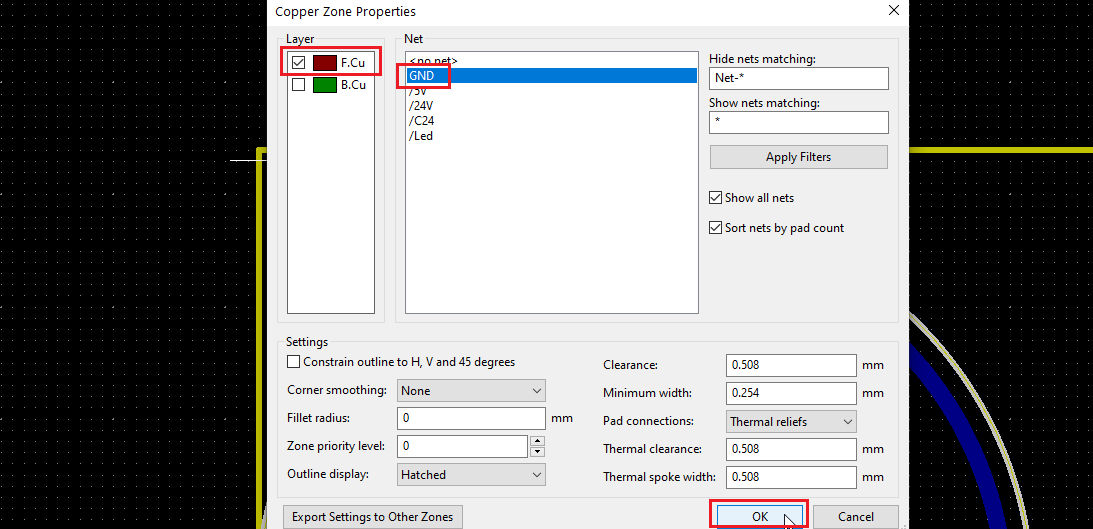 Copper Zone Properties
Layer
F.Cu
B.Cu
Net
<no net>
GND
/5V
/24V
/C24
/Led
Hide nets matching:
Net-*
Show nets matching:
*
Apply Filters
Show all nets
Sort nets by pad count
Settings
Constrain outline to H, V and 45 degrees
Corner smoothing: None
Fillet radius: 0 mm
Zone priority level: 0
Outline display: Hatched
Clearance: 0.508 mm
Minimum width: 0.254 mm
Pad connections: Thermal reliefs
Thermal clearance: 0.508 mm
Thermal spoke width: 0.508 mm
Export Settings to Other Zones
OK
Cancel